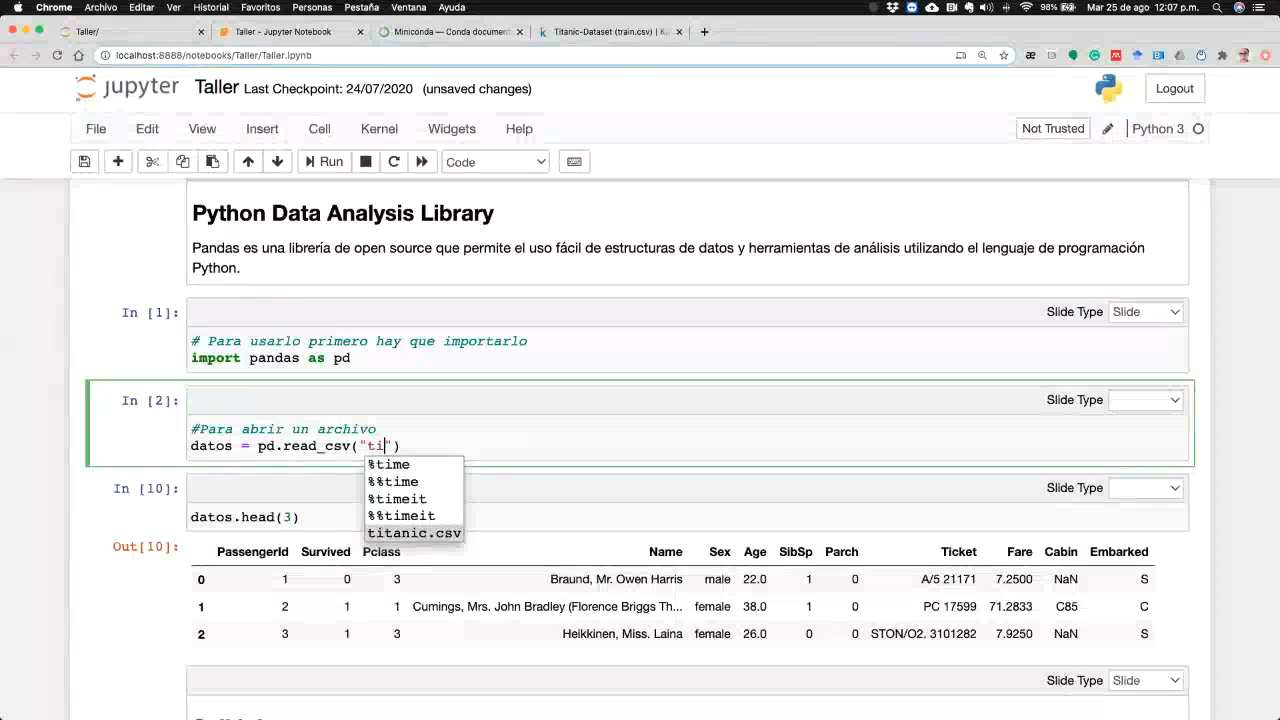 Chrome Archivo Editar Ver Historial Favoritos Personas Pestaña Ventana Ayuda 98% Mar 25 de ago 12:07 p.m.
Taller/ Taller - Jupyter Notebook Miniconda — Conda document Titanic-Dataset (train.csv) | K
localhost:8888/notebooks/Taller/Taller.ipynb
jupyter Taller Last Checkpoint: 24/07/2020 (unsaved changes) Logout
File Edit View Insert Cell Kernel Widgets Help Not Trusted Python 3
Run Code
Python Data Analysis Library
Pandas es una librería de open source que permite el uso fácil de estructuras de datos y herramientas de análisis utilizando el lenguaje de programación
Python.
In [1]: Slide Type Slide
# Para usarlo primero hay que importarlo
import pandas as pd
In [2]: Slide Type
#Para abrir un archivo
datos = pd.read_csv("ti")
%time
%%time
%timeit
%%timeit
titanic.csv
In [10]: Slide Type
datos.head(3)
Out[10]: PassengerId Survived Pclass Name Sex Age SibSp Parch Ticket Fare Cabin Embarked
0 1 0 3 Braund, Mr. Owen Harris male 22.0 1 0 A/5 21171 7.2500 NaN S
1 2 1 1 Cumings, Mrs. John Bradley (Florence Briggs Th... female 38.0 1 0 PC 17599 71.2833 C85 C
2 3 1 3 Heikkinen, Miss. Laina female 26.0 0 0 STON/O2. 3101282 7.9250 NaN S
Slide Type Slide